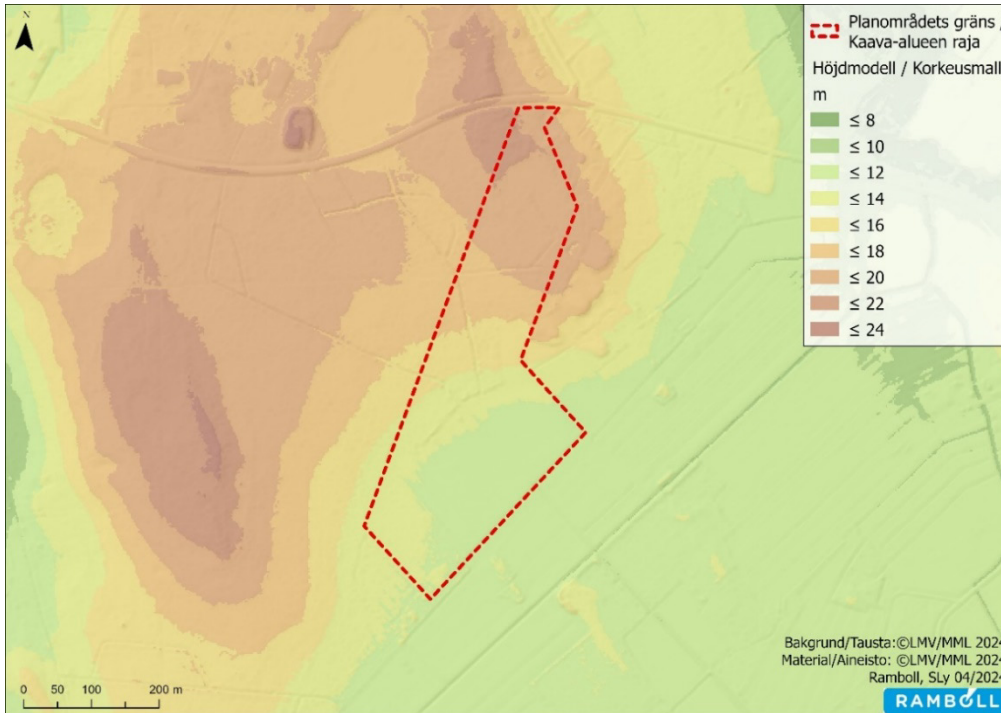 N
Planområdets gräns /
Kaava-alueen raja
Höjdmodell / Korkeusmall
m
≤ 8
≤ 10
≤ 12
≤ 14
≤ 16
≤ 18
≤ 20
≤ 22
≤ 24
Bakgrund/Tausta:©LMV/MML 2024
Material/Aineisto: ©LMV/MML 2024
Ramboll, SLy 04/2024
RAMBOLL
0 50 100 200 m